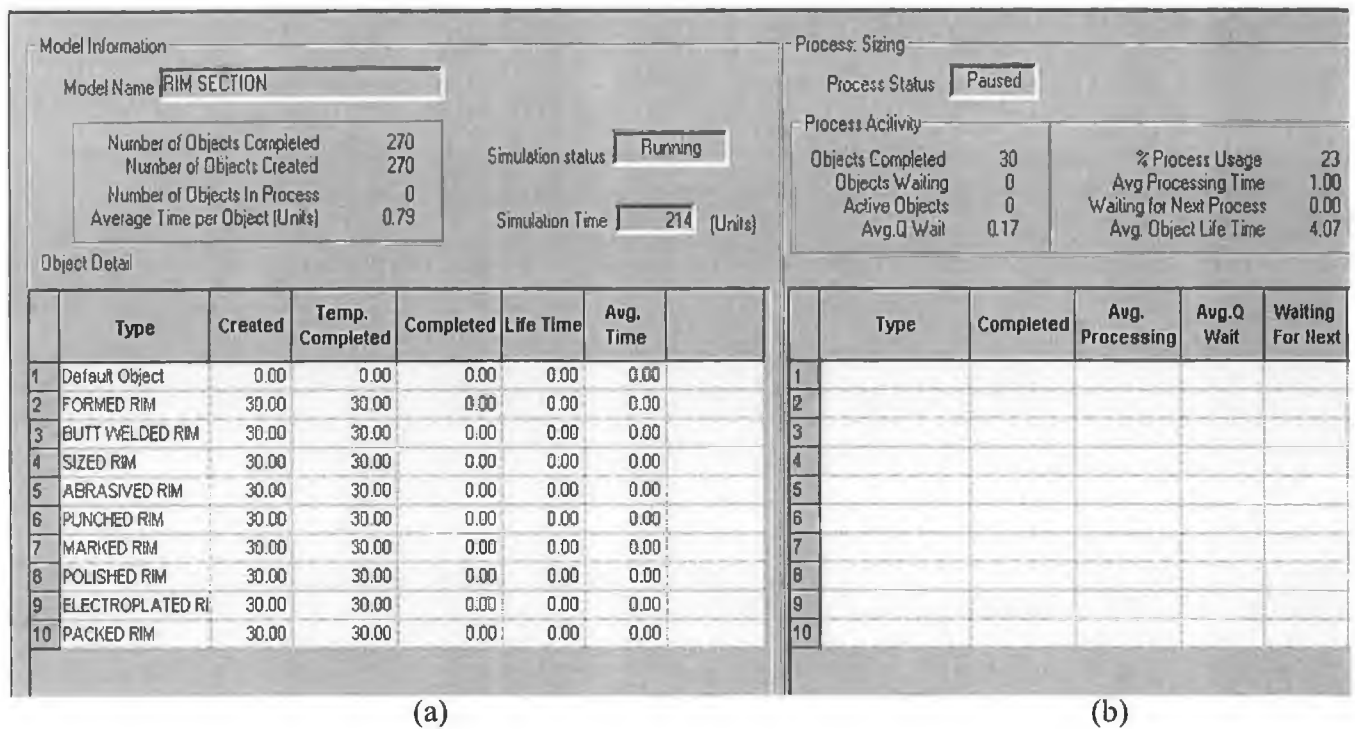 Model Information
Model Name RIM SECTION
Number of Objects Completed 270
Number of Objects Created 270
Number of Objects In Process 0
Average Time per Object (Units) 0.79
Simulation status Running
Simulation Time 214 (Units)
Object Detail
Type Created Temp. Completed Completed Life Time Avg. Time
1 Default Object 0.00 0.00 0.00 0.00 0.00
2 FORMED RIM 30.00 30.00 0.00 0.00 0.00
3 BUTT WELDED RIM 30.00 30.00 0.00 0.00 0.00
4 SIZED RIM 30.00 30.00 0.00 0.00 0.00
5 ABRASIVED RIM 30.00 30.00 0.00 0.00 0.00
6 PUNCHED RIM 30.00 30.00 0.00 0.00 0.00
7 MARKED RIM 30.00 30.00 0.00 0.00 0.00
8 POLISHED RIM 30.00 30.00 0.00 0.00 0.00
9 ELECTROPLATED RI 30.00 30.00 0.00 0.00 0.00
10 PACKED RIM 30.00 30.00 0.00 0.00 0.00
(a)
Process: Sizing
Process Status Paused
Process Acilivity
Objects Completed 30
Objects Waiting 0
Active Objects 0
Avg.Q Wait 0.17
% Process Usage 23
Avg Processing Time 1.00
Waiting for Next Process 0.00
Avg. Object Life Time 4.07
Type Completed Avg. Processing Avg.Q Wait Waiting For Next
1
2
3
4
5
6
7
8
9
10
(b)